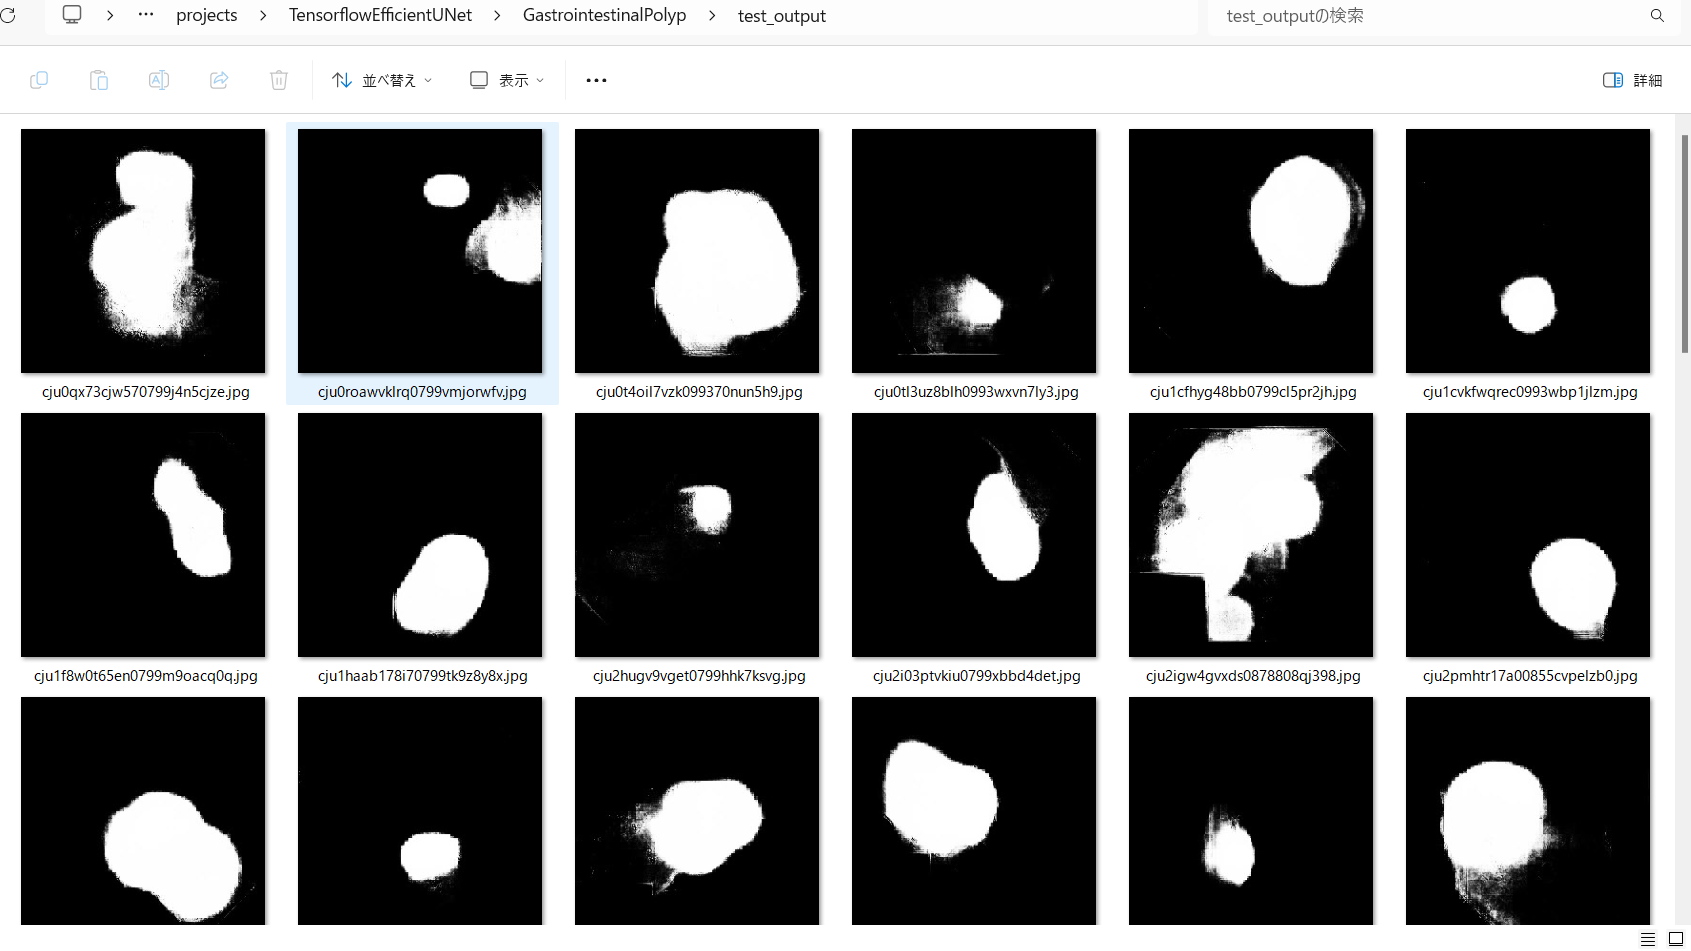 projects > TensorflowEfficientUNet > GastrointestinalPolyp > test_output
test_outputの検索
並べ替え
表示
詳細
cju0qx73cjw570799j4n5cjze.jpg
cju0roawvklrq0799vmjorwfv.jpg
cju0t4oil7vzk099370nun5h9.jpg
cju0tl3uz8blh0993wxvn7ly3.jpg
cju1cfhyg48bb0799cl5pr2jh.jpg
cju1cvkfwqrec0993wbp1jlzm.jpg
cju1f8w0t65en0799m9oacq0q.jpg
cju1haab178i70799tk9z8y8x.jpg
cju2hugv9vget0799hhk7ksvg.jpg
cju2i03ptvkiu0799xbbd4det.jpg
cju2igw4gvxds0878808qj398.jpg
cju2pmhtr17a00855cvpelzb0.jpg